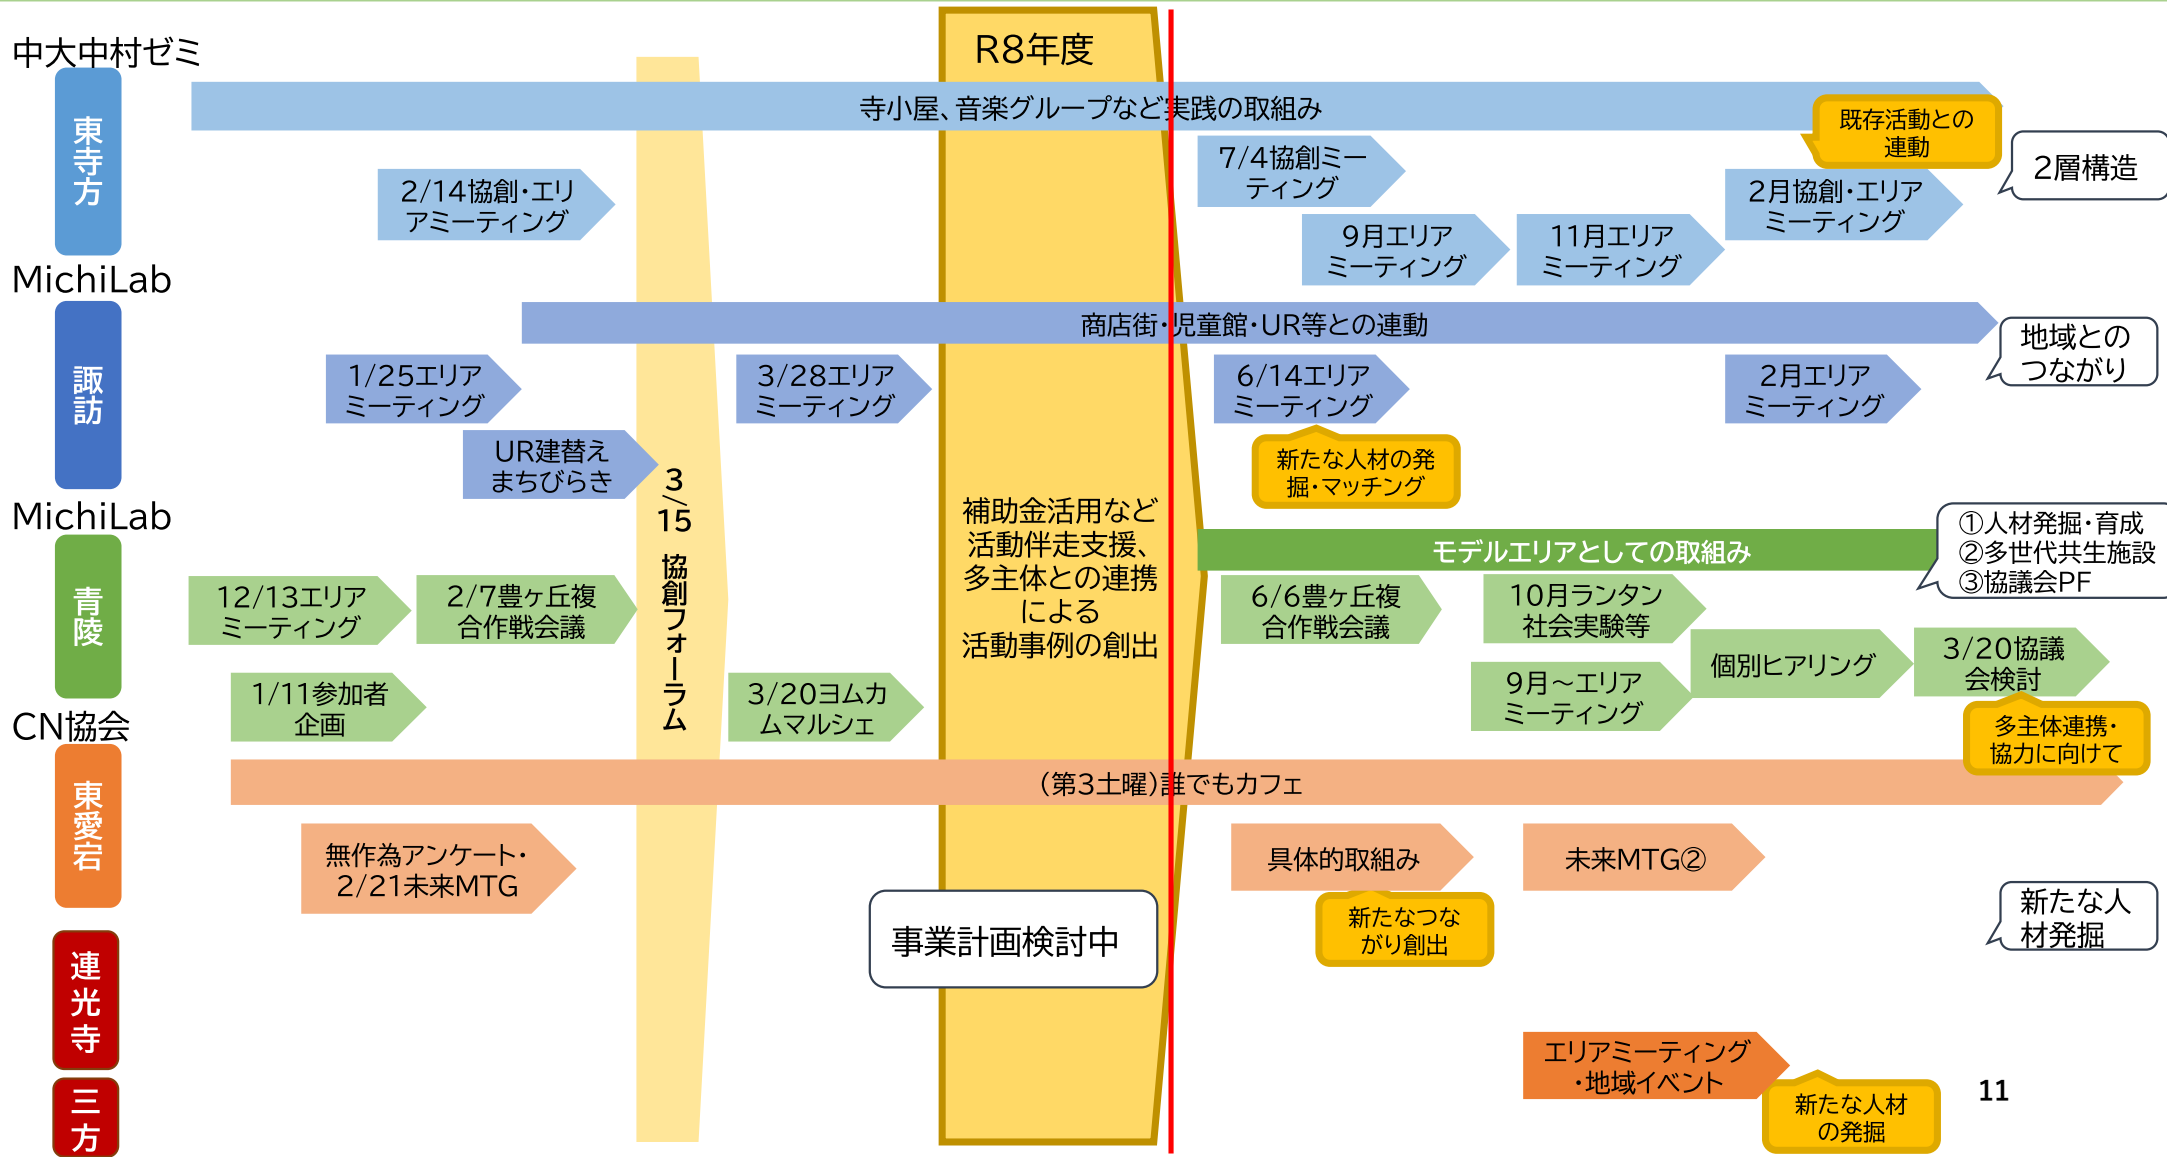 中大中村ゼミ
R8年度
東寺方
寺小屋、音楽グループなど実践の取組み
既存活動との
連動
2層構造
2/14協創・エリ
アミーティング
7/4協創ミー
ティング
9月エリア
ミーティング
11月エリア
ミーティング
2月協創・エリア
ミーティング
MichiLab
諏訪
商店街・児童館・UR等との連動
地域との
つながり
1/25エリア
ミーティング
3/28エリア
ミーティング
6/14エリア
ミーティング
2月エリア
ミーティング
UR建替え
まちびらき
新たな人材の発
掘・マッチング
3/15 協創フォーラム
補助金活用など
活動伴走支援、
多主体との連携
による
活動事例の創出
MichiLab
青陵
モデルエリアとしての取組み
①人材発掘・育成
②多世代共生施設
③協議会PF
12/13エリア
ミーティング
2/7豊ヶ丘複
合作戦会議
6/6豊ヶ丘複
合作戦会議
10月ランタン
社会実験等
1/11参加者
企画
3/20ヨムカ
ムマルシェ
9月～エリア
ミーティング
個別ヒアリング
3/20協議
会検討
多主体連携・
協力に向けて
CN協会
東愛宕
（第3土曜）誰でもカフェ
無作為アンケート・
2/21未来MTG
具体的取組み
未来MTG②
新たなつな
がり創出
事業計画検討中
新たな人
材発掘
連光寺
エリアミーティング
・地域イベント
新たな人材
の発掘
三方
11